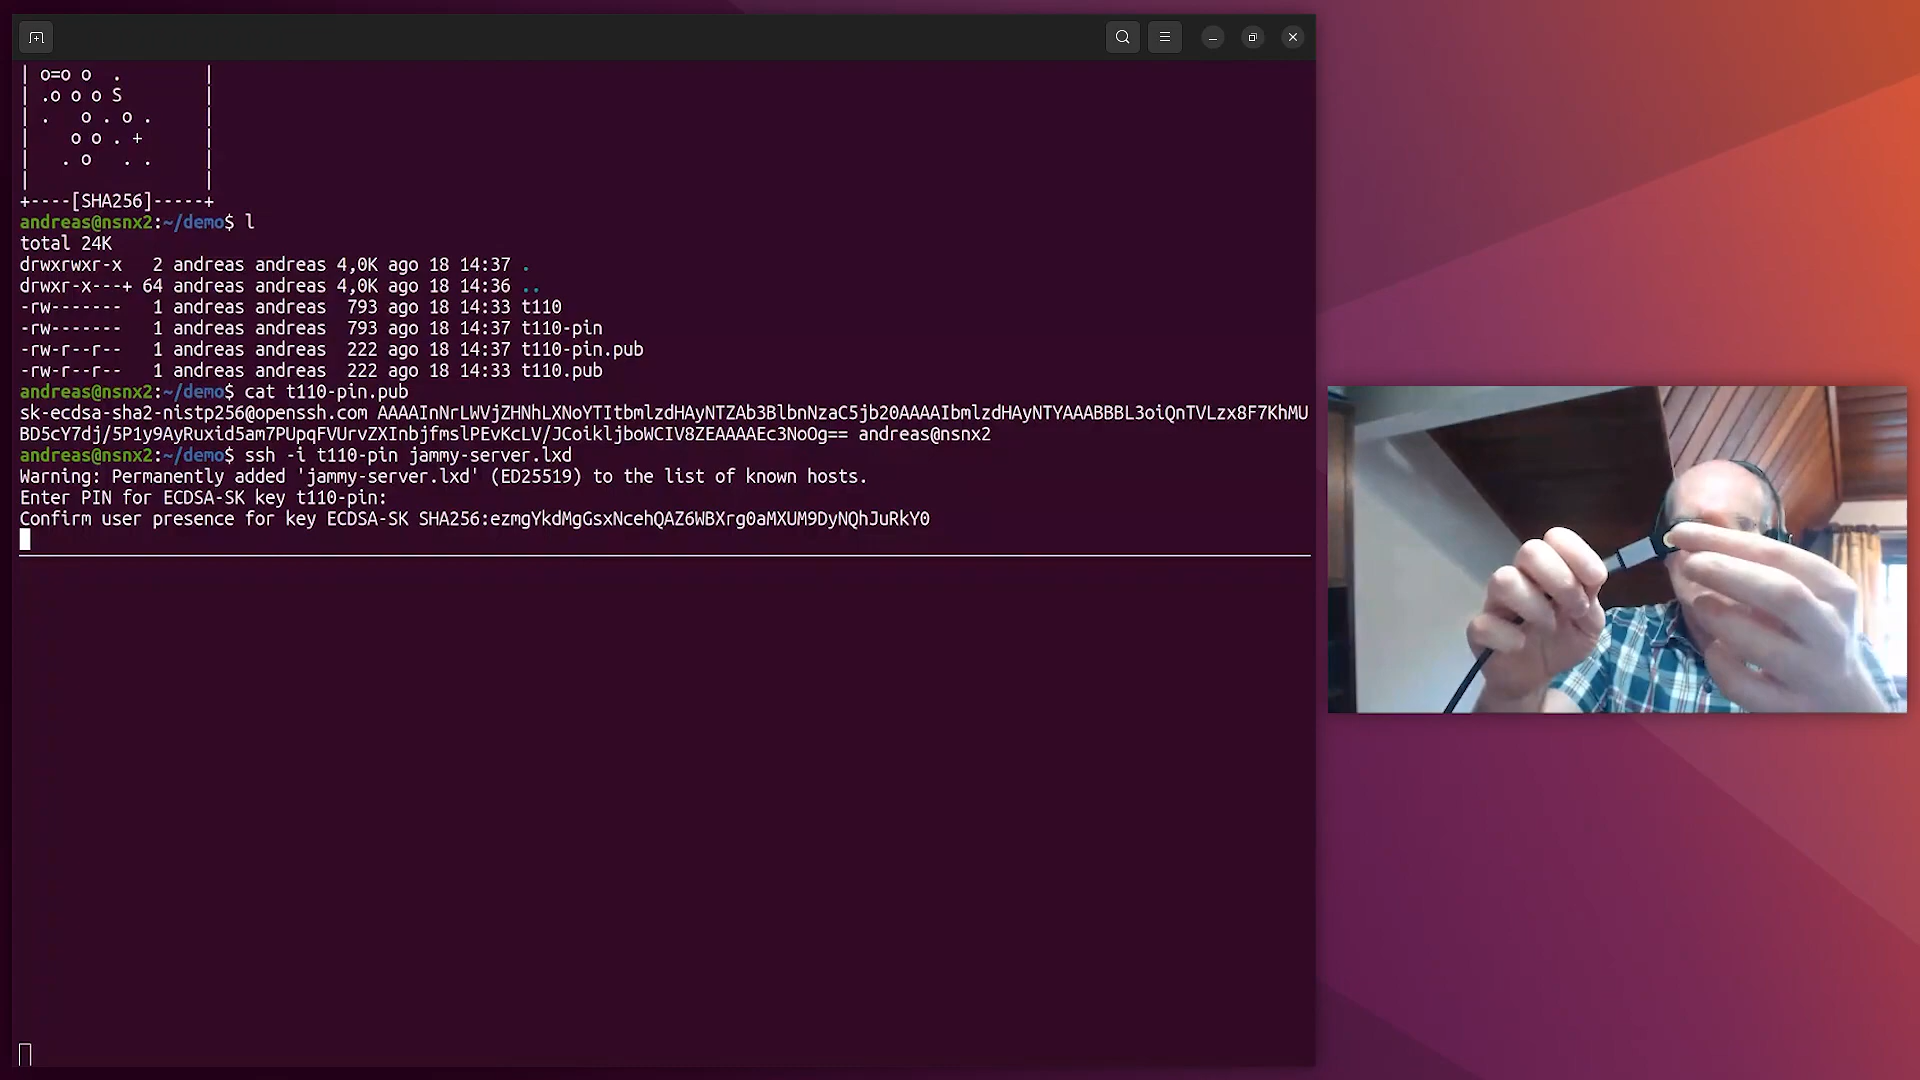 | o=o o  .         |
| .o o o S         |
| .   o . o .      |
|    o o . +       |
|   . o   . .      |
|                  |
+----[SHA256]-----+
andreas@nsnx2:~/demo$ l
total 24K
drwxrwxr-x   2 andreas andreas 4,0K ago 18 14:37 .
drwxr-x---+ 64 andreas andreas 4,0K ago 18 14:36 ..
-rw-------   1 andreas andreas  793 ago 18 14:33 t110
-rw-------   1 andreas andreas  793 ago 18 14:37 t110-pin
-rw-r--r--   1 andreas andreas  222 ago 18 14:37 t110-pin.pub
-rw-r--r--   1 andreas andreas  222 ago 18 14:33 t110.pub
andreas@nsnx2:~/demo$ cat t110-pin.pub
sk-ecdsa-sha2-nistp256@openssh.com AAAAInNrLWVjZHNhLXNoYTItbmlzdHAyNTZAb3BlbnNzaC5jb20AAAAIbmlzdHAyNTYAAABBBL3oiQnTVLzx8F7KhMU
BD5cY7dj/5P1y9AyRuxid5am7PUpqFVUrvZXInbjfmslPEvKcLV/JCoikljboWCIV8ZEAAAAEc3NoOg== andreas@nsnx2
andreas@nsnx2:~/demo$ ssh -i t110-pin jammy-server.lxd
Warning: Permanently added 'jammy-server.lxd' (ED25519) to the list of known hosts.
Enter PIN for ECDSA-SK key t110-pin:
Confirm user presence for key ECDSA-SK SHA256:ezmgYkdMgGsxNcehQAZ6WBXrg0aMXUM9DyNQhJuRkY0